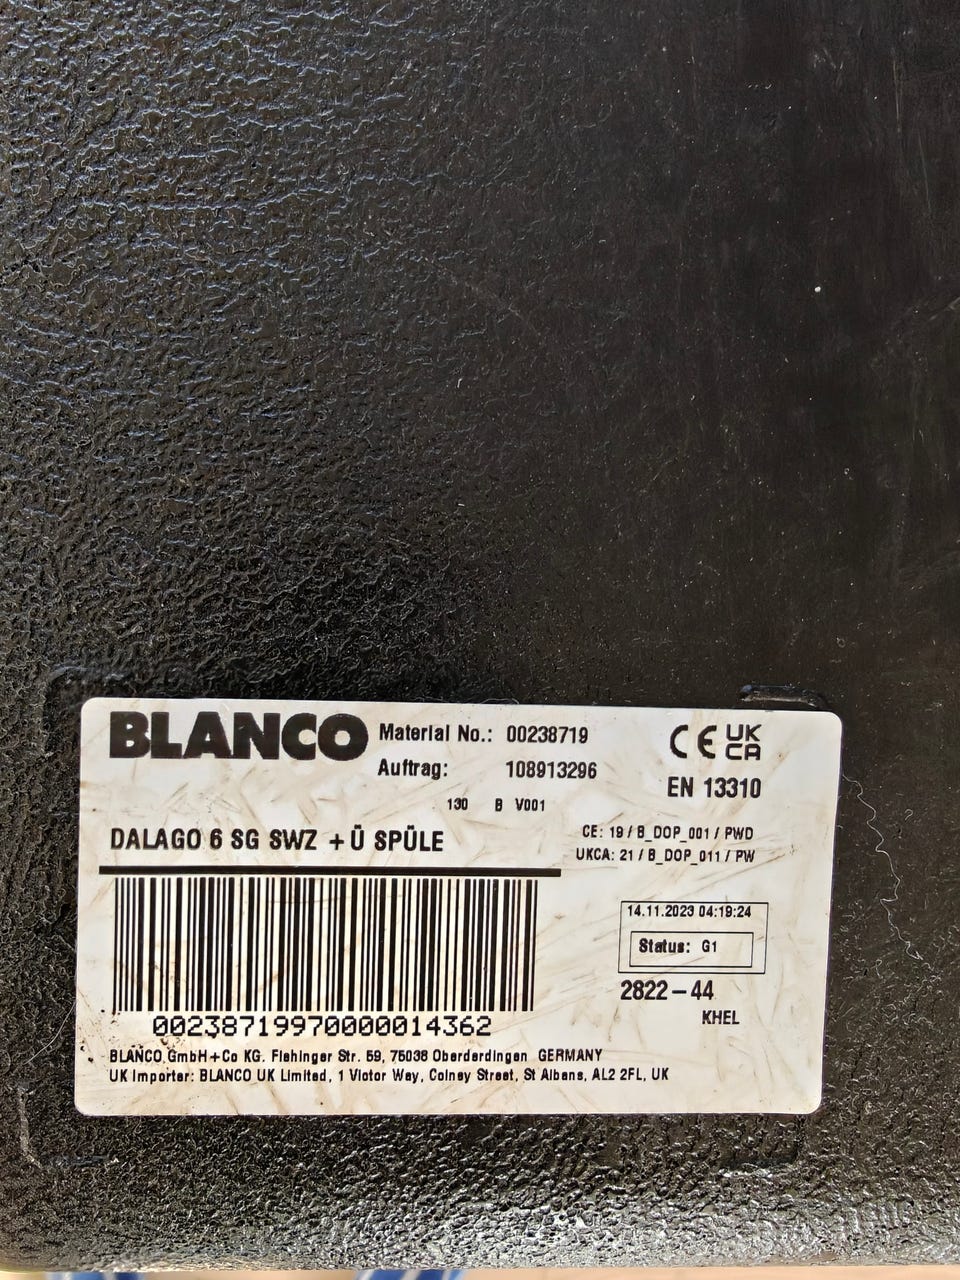 BLANCO
Material No.: 00238719
Auftrag: 108913296
130 B V001
DALAGO 6 SG SWZ + Ü SPÜLE
CE UK CA
EN 13310
CE: 19 / B_DOP_001 / PWD
UKCA: 21 / B_DOP_011 / PW
14.11.2023 04:19:24
Status: G1
2822-44
KHEL
00238719970000014362
BLANCO GmbH+Co KG. Flehinger Str. 59, 75038 Oberderdingen GERMANY
UK Importer: BLANCO UK Limited, 1 Victor Way, Colney Street, St Albans, AL2 2FL, UK